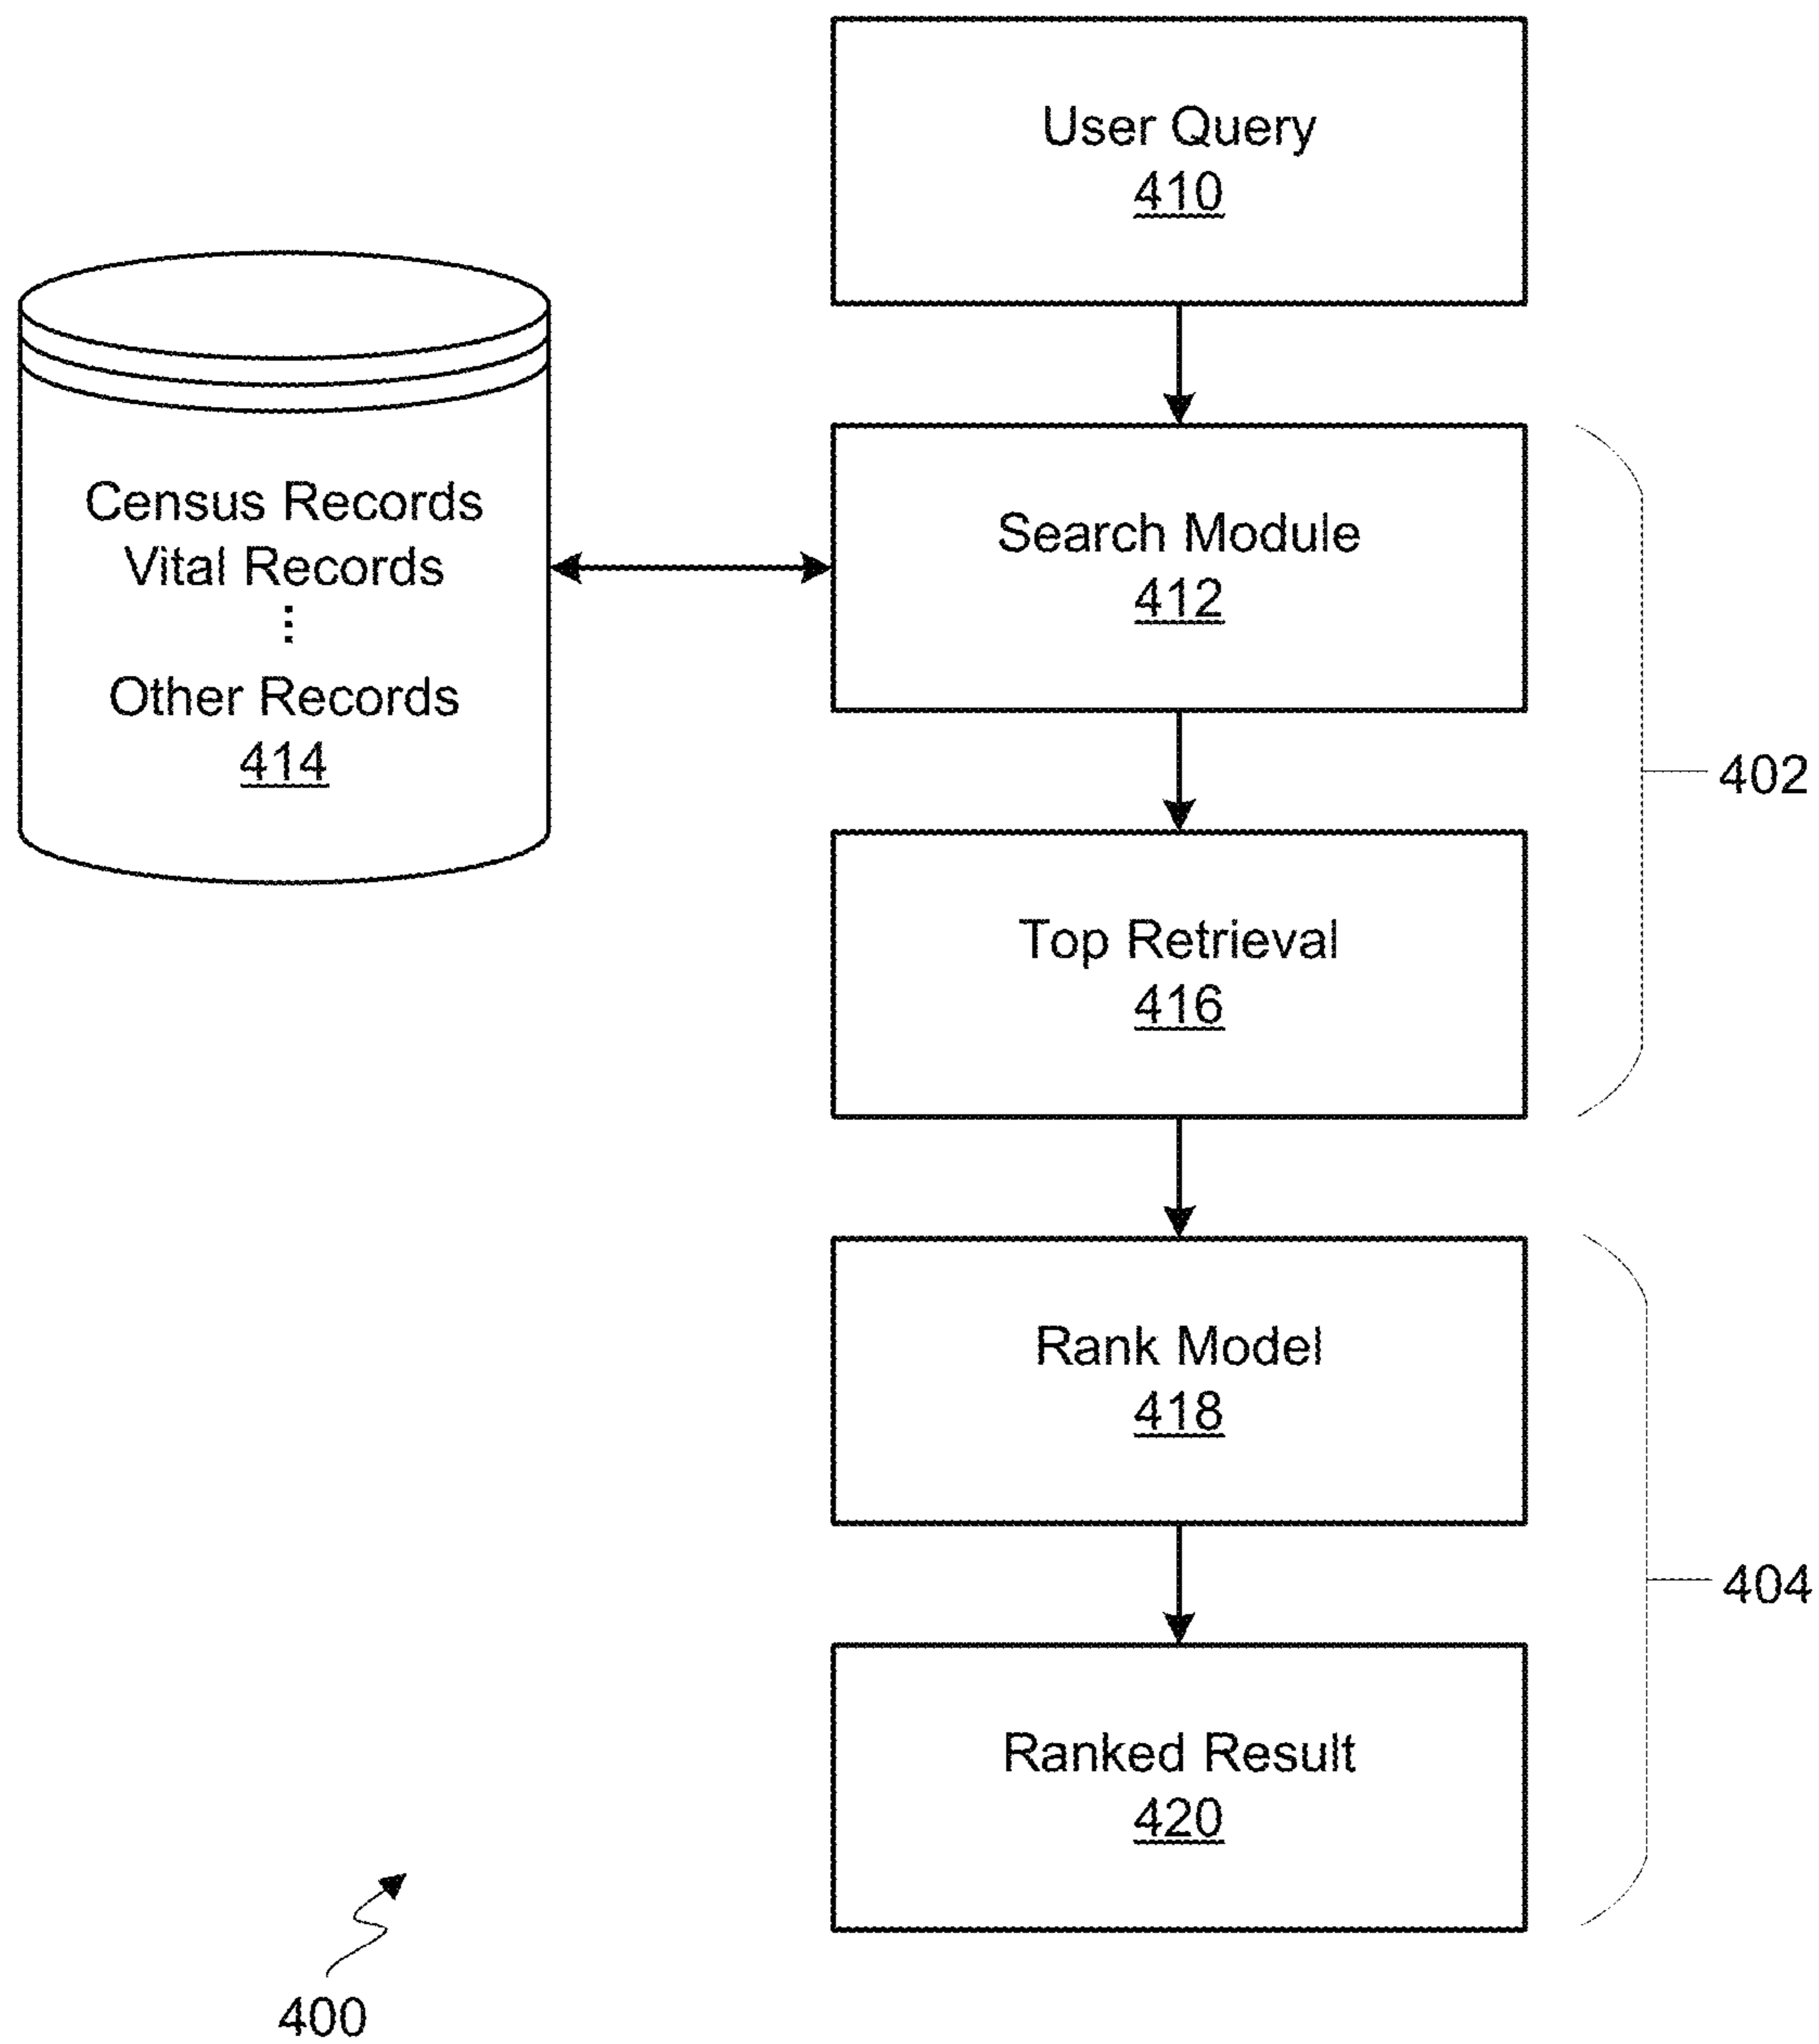 User Query
410
Census Records
Vital Records
⋮
Other Records
414
Search Module
412
402
Top Retrieval
416
Rank Model
418
404
Ranked Result
420
400